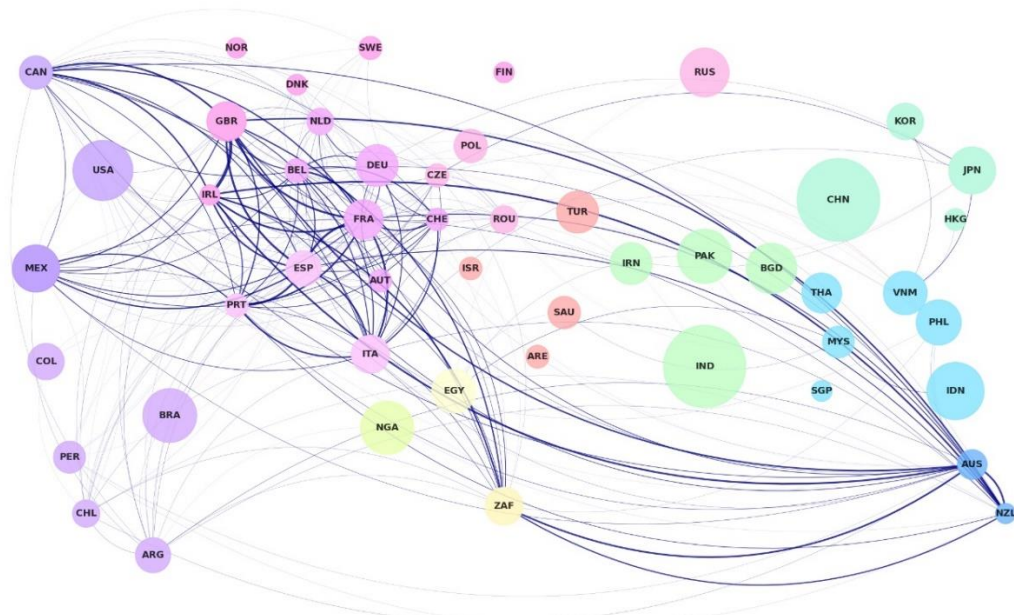 NOR
SWE
CAN
FIN
RUS
DNK
GBR
NLD
KOR
POL
USA
BEL
DEU
CZE
JPN
IRL
CHN
TUR
FRA
CHE
ROU
HKG
PAK
MEX
ESP
ISR
IRN
BGD
AUT
THA
VNM
PRT
SAU
PHL
MYS
ITA
ARE
COL
IND
EGY
SGP
IDN
BRA
NGA
PER
AUS
ZAF
CHL
NZL
ARG